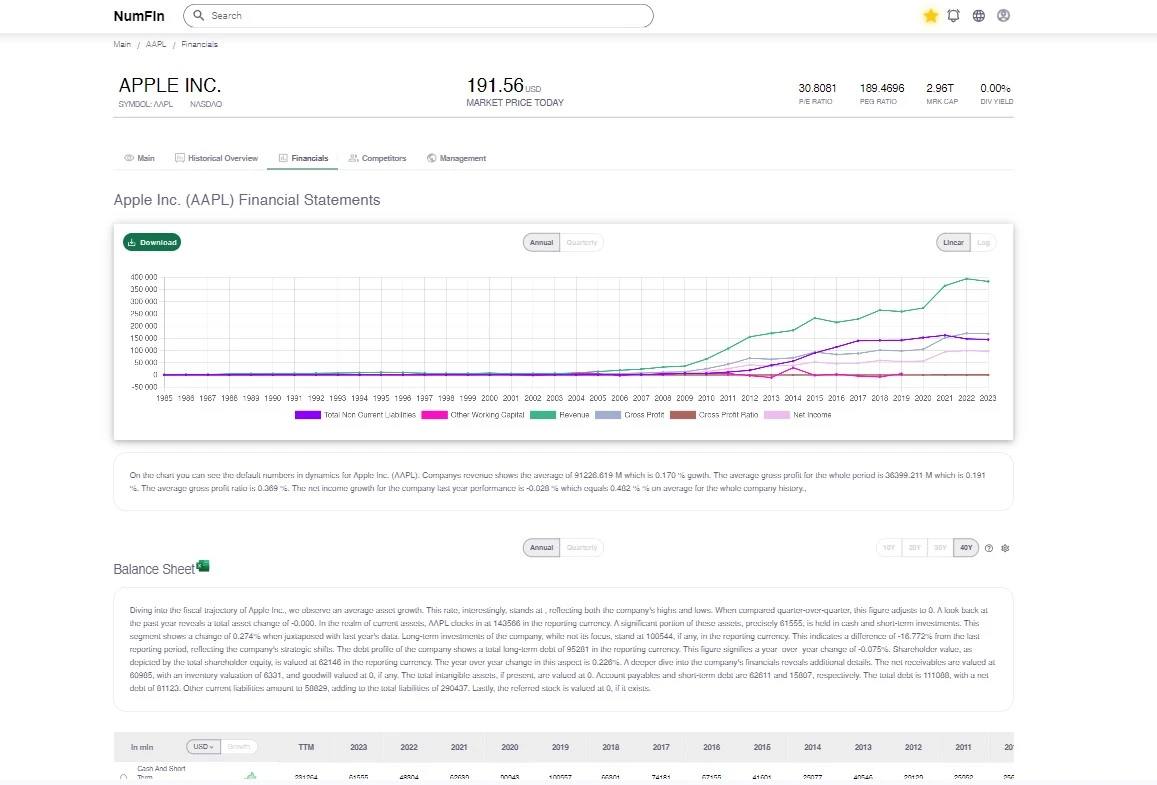 NumFin
Search
Main / AAPL / Financials
APPLE INC.
SYMBOL: AAPL NASDAQ
191.56 USD
MARKET PRICE TODAY
30.8081
P/E RATIO
189.4696
PEG RATIO
2.96T
MRK CAP
0.00%
DIV YIELD
Main Historical Overview Financials Competitors Management
Apple Inc. (AAPL) Financial Statements
Download
Annual Quarterly
Linear Log
400 000
350 000
300 000
250 000
200 000
150 000
100 000
50 000
0
-50 000
1985 1986 1987 1988 1989 1990 1991 1992 1993 1994 1995 1996 1997 1998 1999 2000 2001 2002 2003 2004 2005 2006 2007 2008 2009 2010 2011 2012 2013 2014 2015 2016 2017 2018 2019 2020 2021 2022 2023
Total Non Current Liabilities Other Working Capital Revenue Gross Profit Gross Profit Ratio Net Income
On the chart you can see the default numbers in dynamics for Apple Inc. (AAPL). Companys revenue shows the average of 91226.619 M which is 0.170 % gowth. The average gross profit for the whole period is 36399.211 M which is 0.191
%. The average gross profit ratio is 0.369 %. The net income growth for the company last year performance is -0.028 % which equals 0.482 % % on average for the whole company history.,
Annual Quarterly
10Y 20Y 30Y 40Y
Balance Sheet
Diving into the fiscal trajectory of Apple Inc., we observe an average asset growth. This rate, interestingly, stands at , reflecting both the company's highs and lows. When compared quarter-over-quarter, this figure adjusts to 0. A look back at
the past year reveals a total asset change of -0.000. In the realm of current assets, AAPL clocks in at 143566 in the reporting currency. A significant portion of these assets, precisely 61555, is held in cash and short-term investments. This
segment shows a change of 0.274% when juxtaposed with last year's data. Long-term investments of the company, while not its focus, stand at 100544, if any, in the reporting currency. This indicates a difference of -16.772% from the last
reporting period, reflecting the company's strategic shifts. The debt profile of the company shows a total long-term debt of 95281 in the reporting currency. This figure signifies a year-over-year change of -0.075%. Shareholder value, as
depicted by the total shareholder equity, is valued at 62146 in the reporting currency. The year over year change in this aspect is 0.226%. A deeper dive into the company's financials reveals additional details. The net receivables are valued at
60985, with an inventory valuation of 6331, and goodwill valued at 0, if any. The total intangible assets, if present, are valued at 0. Account payables and short-term debt are 62611 and 15807, respectively. The total debt is 111088, with a net
debt of 81123. Other current liabilities amount to 58829, adding to the total liabilities of 290437. Lastly, the referred stock is valued at 0, if it exists.
In mln USD Growth TTM 2023 2022 2021 2020 2019 2018 2017 2016 2015 2014 2013 2012 2011
Cash And Short
Term 231264 61555 48304 62639 90943 100557 66301 74181 67155 41601 25077 40546 29129 25952